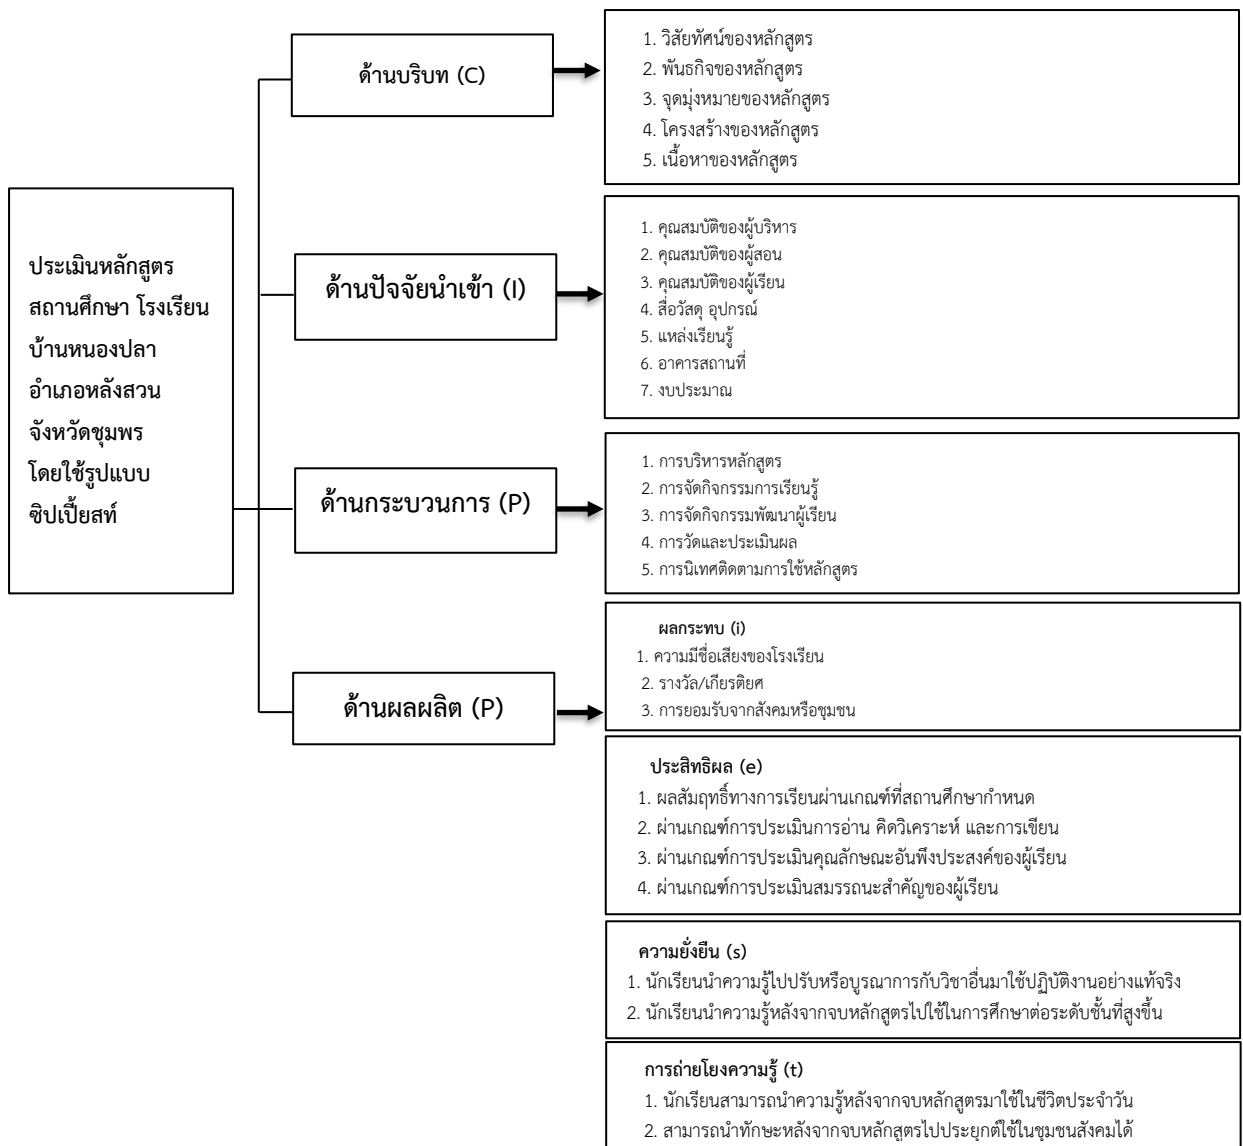 ประเมินหลักสูตร
สถานศึกษา โรงเรียน
บ้านหนองปลา
อำเภอหลังสวน
จังหวัดชุมพร
โดยใช้รูปแบบ
ซิปเปี้ยสท์
ด้านบริบท (C)
1. วิสัยทัศน์ของหลักสูตร
2. พันธกิจของหลักสูตร
3. จุดมุ่งหมายของหลักสูตร
4. โครงสร้างของหลักสูตร
5. เนื้อหาของหลักสูตร
ด้านปัจจัยนำเข้า (I)
1. คุณสมบัติของผู้บริหาร
2. คุณสมบัติของผู้สอน
3. คุณสมบัติของผู้เรียน
4. สื่อวัสดุ อุปกรณ์
5. แหล่งเรียนรู้
6. อาคารสถานที่
7. งบประมาณ
ด้านกระบวนการ (P)
1. การบริหารหลักสูตร
2. การจัดกิจกรรมการเรียนรู้
3. การจัดกิจกรรมพัฒนาผู้เรียน
4. การวัดและประเมินผล
5. การนิเทศติดตามการใช้หลักสูตร
ด้านผลผลิต (P)
ผลกระทบ (i)
1. ความมีชื่อเสียงของโรงเรียน
2. รางวัล/เกียรติยศ
3. การยอมรับจากสังคมหรือชุมชน
ประสิทธิผล (e)
1. ผลสัมฤทธิ์ทางการเรียนผ่านเกณฑ์ที่สถานศึกษากำหนด
2. ผ่านเกณฑ์การประเมินการอ่าน คิดวิเคราะห์ และการเขียน
3. ผ่านเกณฑ์การประเมินคุณลักษณะอันพึงประสงค์ของผู้เรียน
4. ผ่านเกณฑ์การประเมินสมรรถนะสำคัญของผู้เรียน
ความยั่งยืน (s)
1. นักเรียนนำความรู้ไปปรับหรือบูรณาการกับวิชาอื่นมาใช้ปฏิบัติงานอย่างแท้จริง
2. นักเรียนนำความรู้หลังจากจบหลักสูตรไปใช้ในการศึกษาต่อระดับชั้นที่สูงขึ้น
การถ่ายโยงความรู้ (t)
1. นักเรียนสามารถนำความรู้หลังจากจบหลักสูตรมาใช้ในชีวิตประจำวัน
2. สามารถนำทักษะหลังจากจบหลักสูตรไปประยุกต์ใช้ในชุมชนสังคมได้